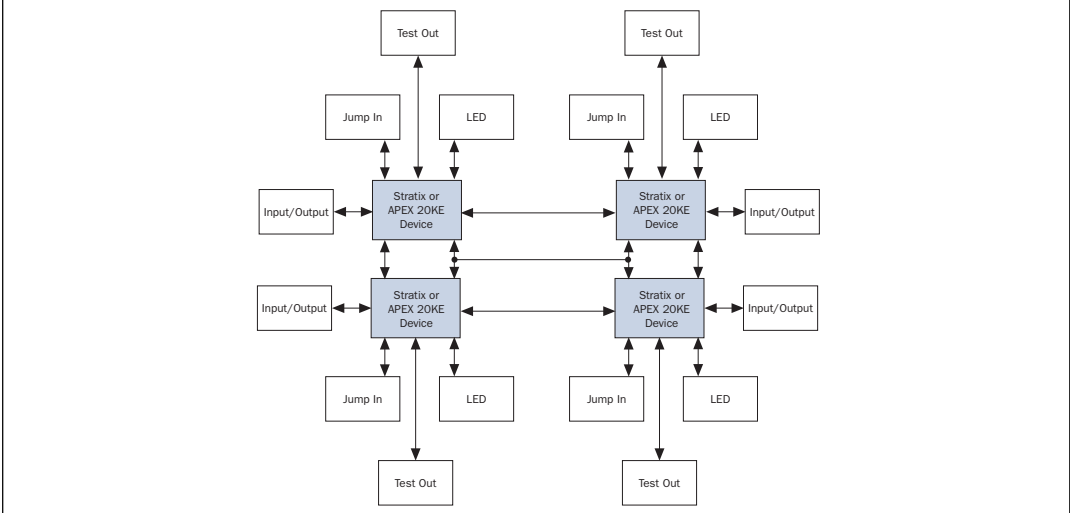 Test Out
Test Out
Jump In
LED
Jump In
LED
Input/Output
Stratix or
APEX 20KE
Device
Stratix or
APEX 20KE
Device
Input/Output
Input/Output
Stratix or
APEX 20KE
Device
Stratix or
APEX 20KE
Device
Input/Output
Jump In
LED
Jump In
LED
Test Out
Test Out